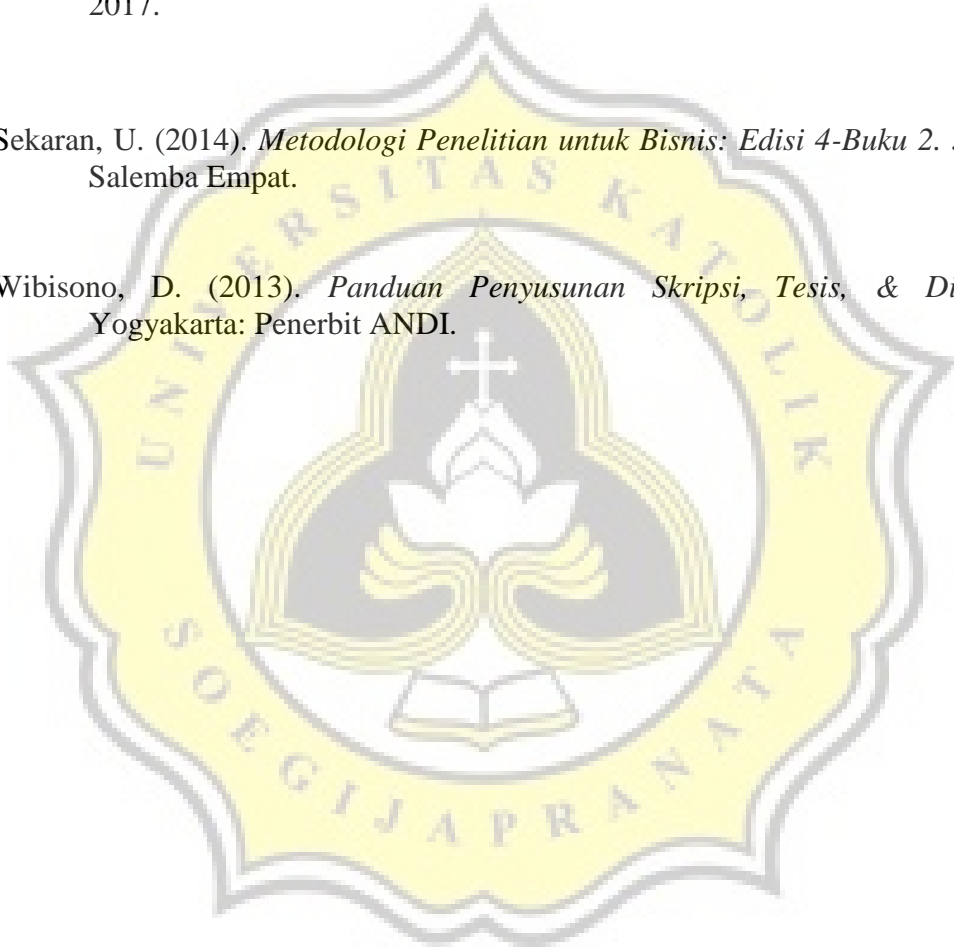 2017.
Sekaran, U. (2014). Metodologi Penelitian untuk Bisnis: Edisi 4-Buku 2.
Salemba Empat.
Wibisono, D. (2013). Panduan Penyusunan Skripsi, Tesis, &
Yogyakarta: Penerbit ANDI.
UNIVERSITAS KATOLIK
SOEGIJAPRANATA